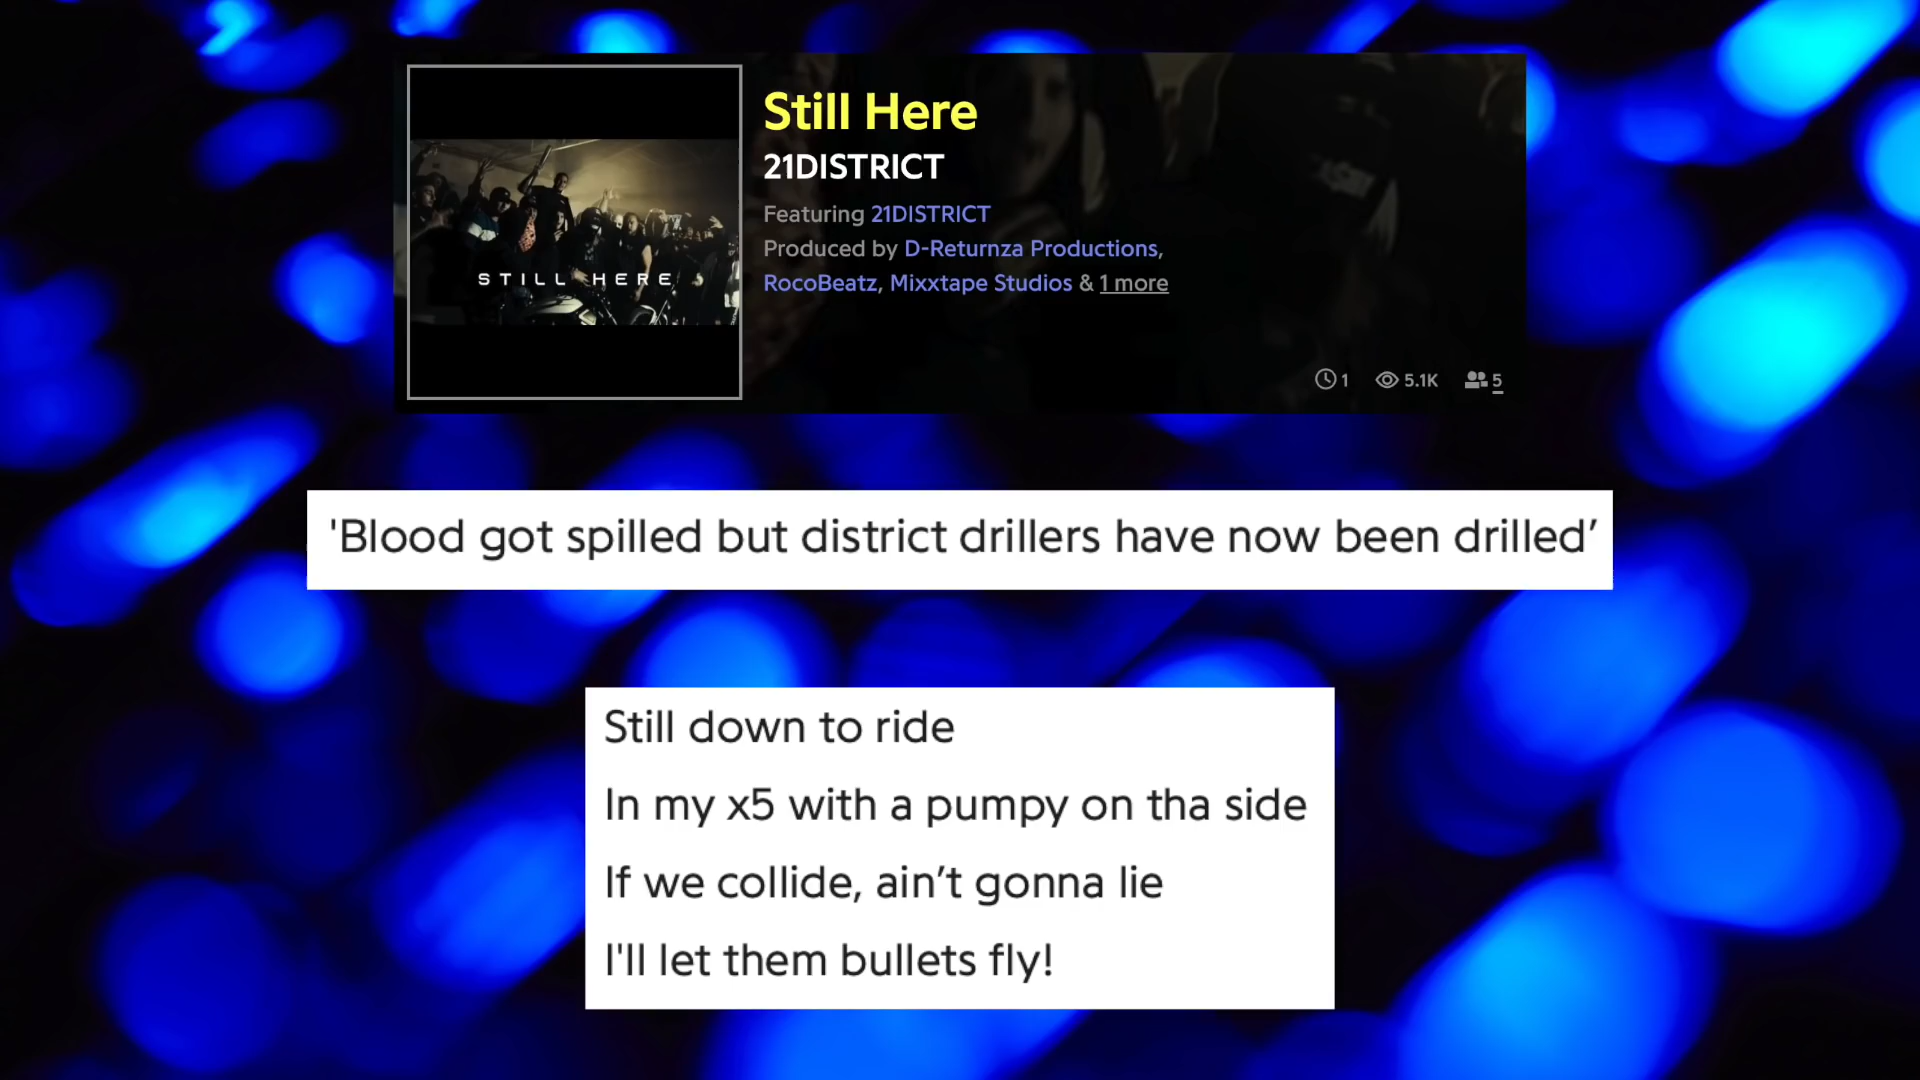 STILL HERE
Still Here
21DISTRICT
Featuring 21DISTRICT
Produced by D-Returnza Productions,
RocoBeatz, Mixxtape Studios & 1 more
1 5.1K 5
'Blood got spilled but district drillers have now been drilled’
Still down to ride
In my x5 with a pumpy on tha side
If we collide, ain’t gonna lie
I'll let them bullets fly!